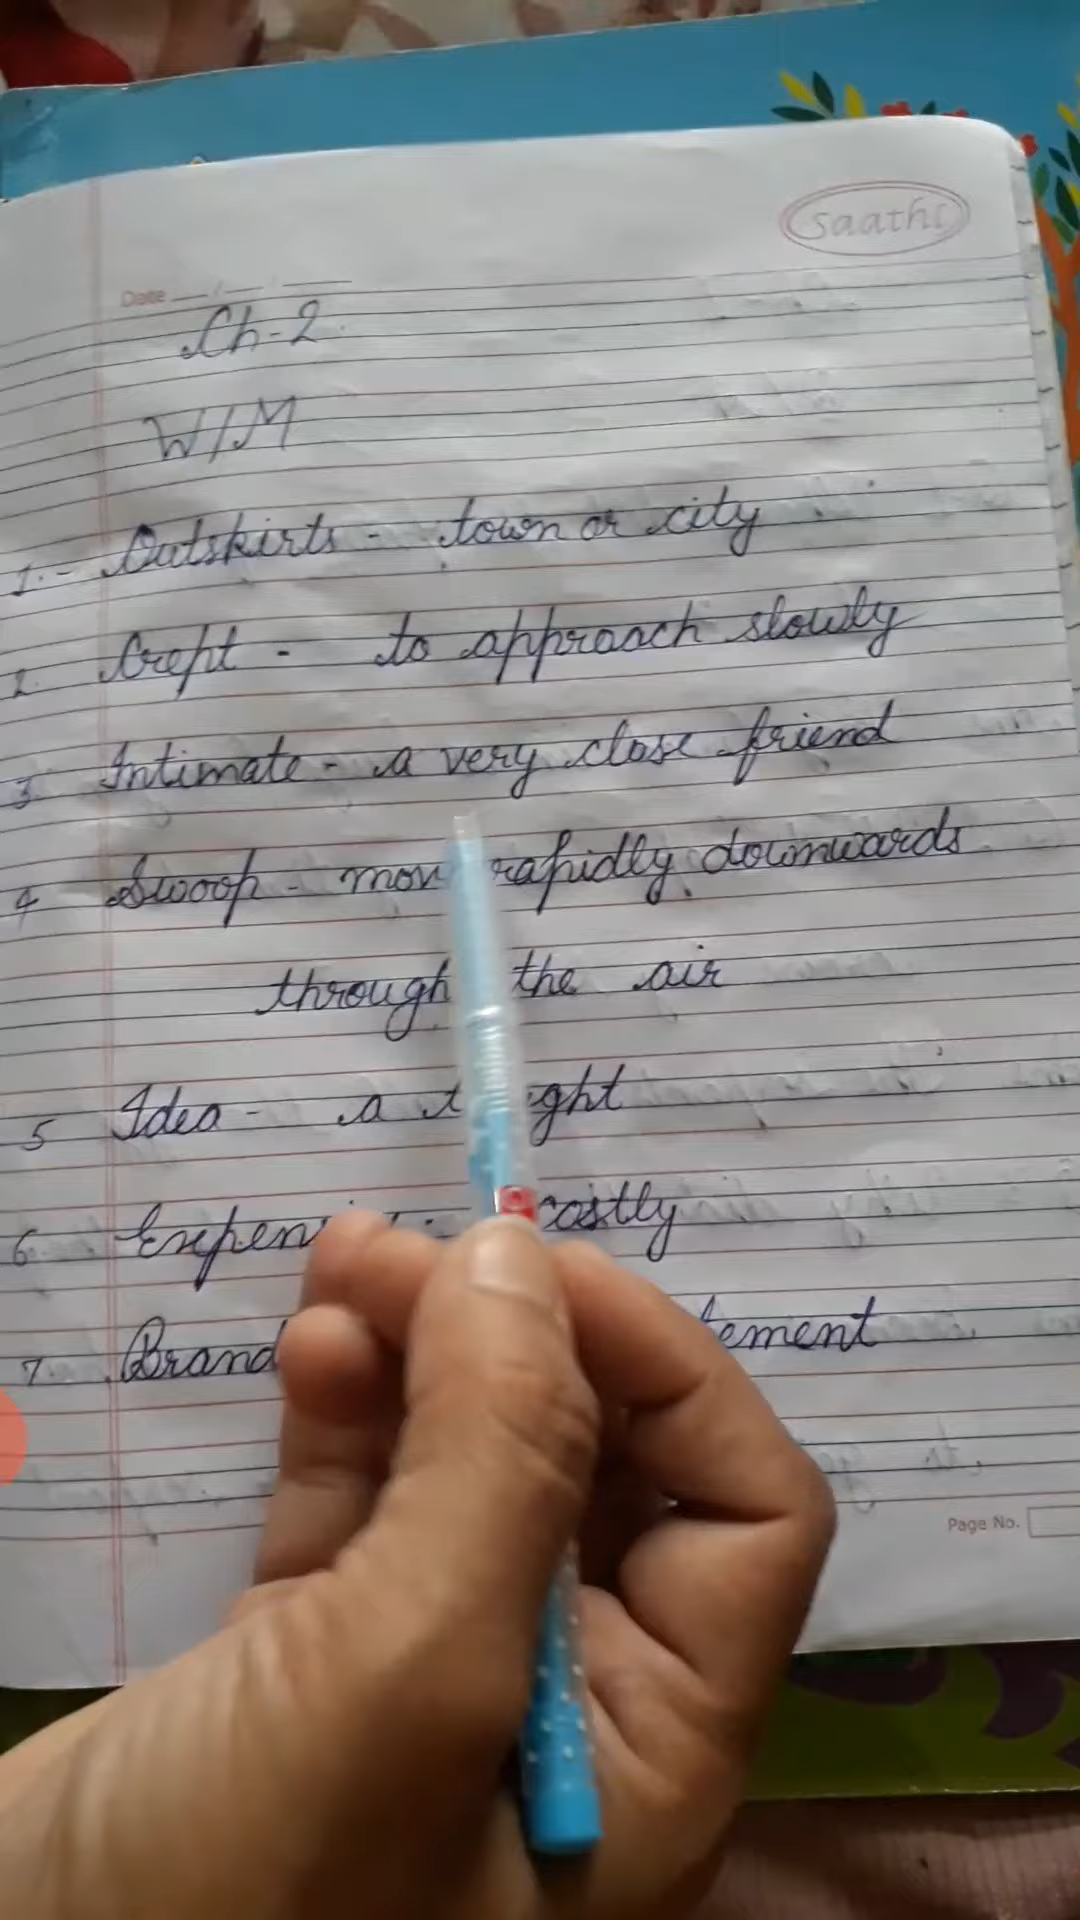 saathi
Date
Ch-2
W/M
1.- Outskirts - town or city
2. Crept - to approach slowly
3 Intimate - a very close friend
4 Swoop - rapidly downwards
through the air
5 Idea - a
6 costly
7.
Page No.